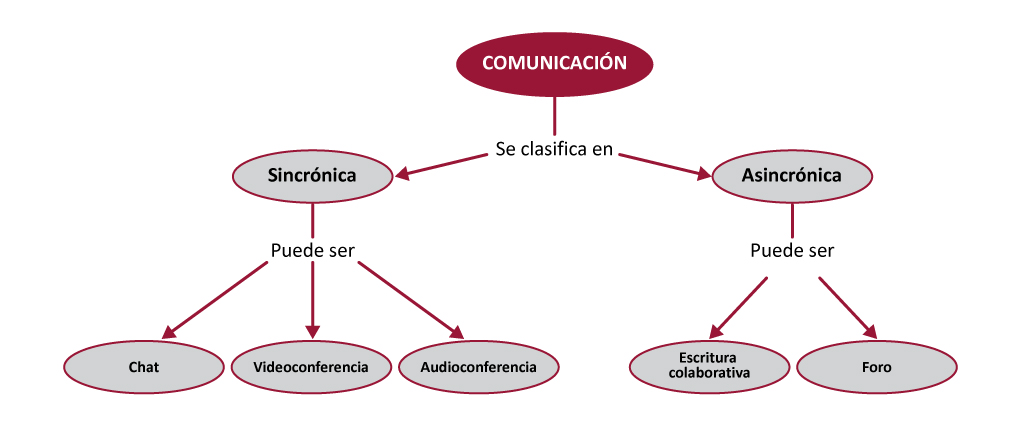 COMUNICACIÓN
Se clasifica en
Sincrónica
Asincrónica
Puede ser
Puede ser
Chat
Videoconferencia
Audioconferencia
Escritura
colaborativa
Foro